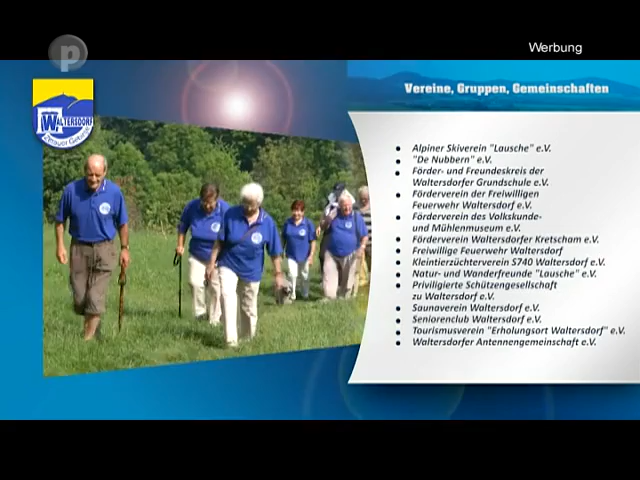 p
Werbung
WALTERSDORF
Zittauer Gebirge
Vereine, Gruppen, Gemeinschaften
• Alpiner Skiverein "Lausche" e.V.
• "De Nubbern" e.V.
• Förder- und Freundeskreis der
Waltersdorfer Grundschule e.V.
• Förderverein der Freiwilligen
Feuerwehr Waltersdorf e.V.
• Förderverein des Volkskunde-
und Mühlenmuseum e.V.
• Förderverein Waltersdorfer Kretscham e.V.
• Freiwillige Feuerwehr Waltersdorf
• Kleintierzüchterverein S740 Waltersdorf e.V.
• Natur- und Wanderfreunde "Lausche" e.V.
• Priviligierte Schützengesellschaft
zu Waltersdorf e.V.
• Saunaverein Waltersdorf e.V.
• Seniorenclub Waltersdorf e.V.
• Tourismusverein "Erholungsort Waltersdorf" e.V.
• Waltersdorfer Antennengemeinschaft e.V.